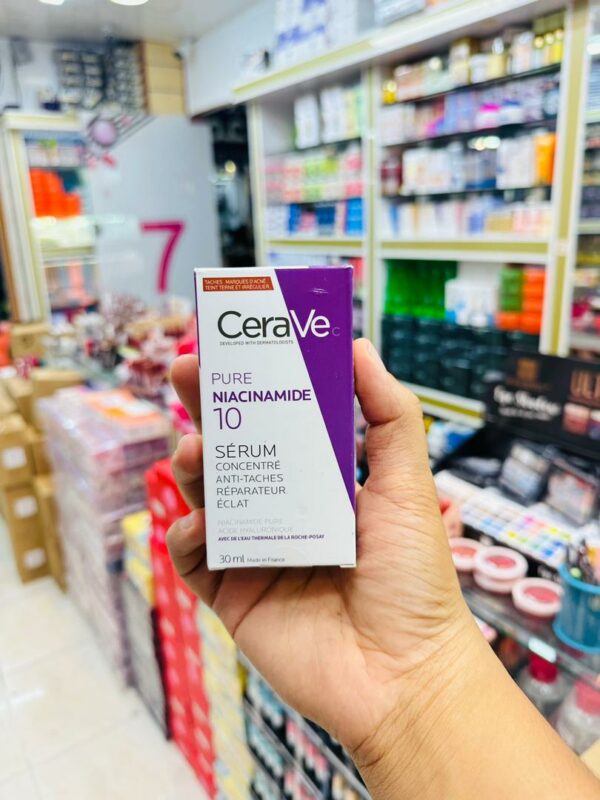 7
TACHES MARQUES D'ACNÉ
TEINT TERNE ET IRRÉGULIER
CeraVe
DEVELOPED WITH DERMATOLOGISTS
PURE
NIACINAMIDE
10
SÉRUM
CONCENTRÉ
ANTI-TACHES
RÉPARATEUR
ÉCLAT
NIACINAMIDE PURE
ACIDE HYALURONIQUE
AVEC DE L'EAU THERMALE DE LA ROCHE-POSAY
30 ml Made in France